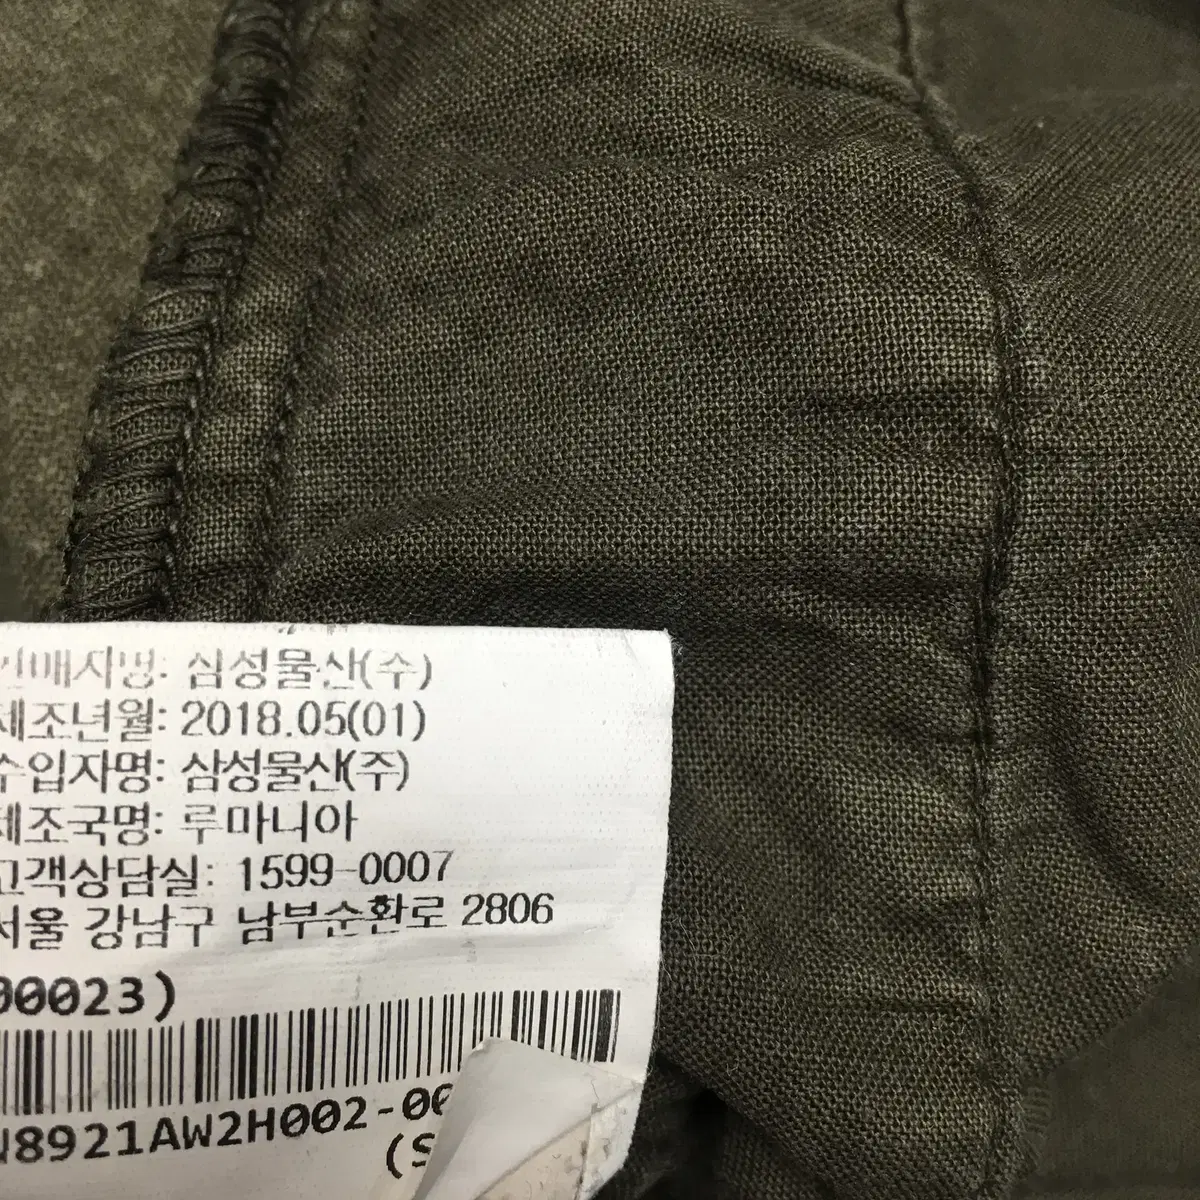 판매자명: 삼성물산(주)
제조년월: 2018.05(01)
수입자명: 삼성물산(주)
제조국명: 루마니아
고객상담실: 1599-0007
서울 강남구 남부순환로 2806
00023)
W8921AW2H002-00
(S